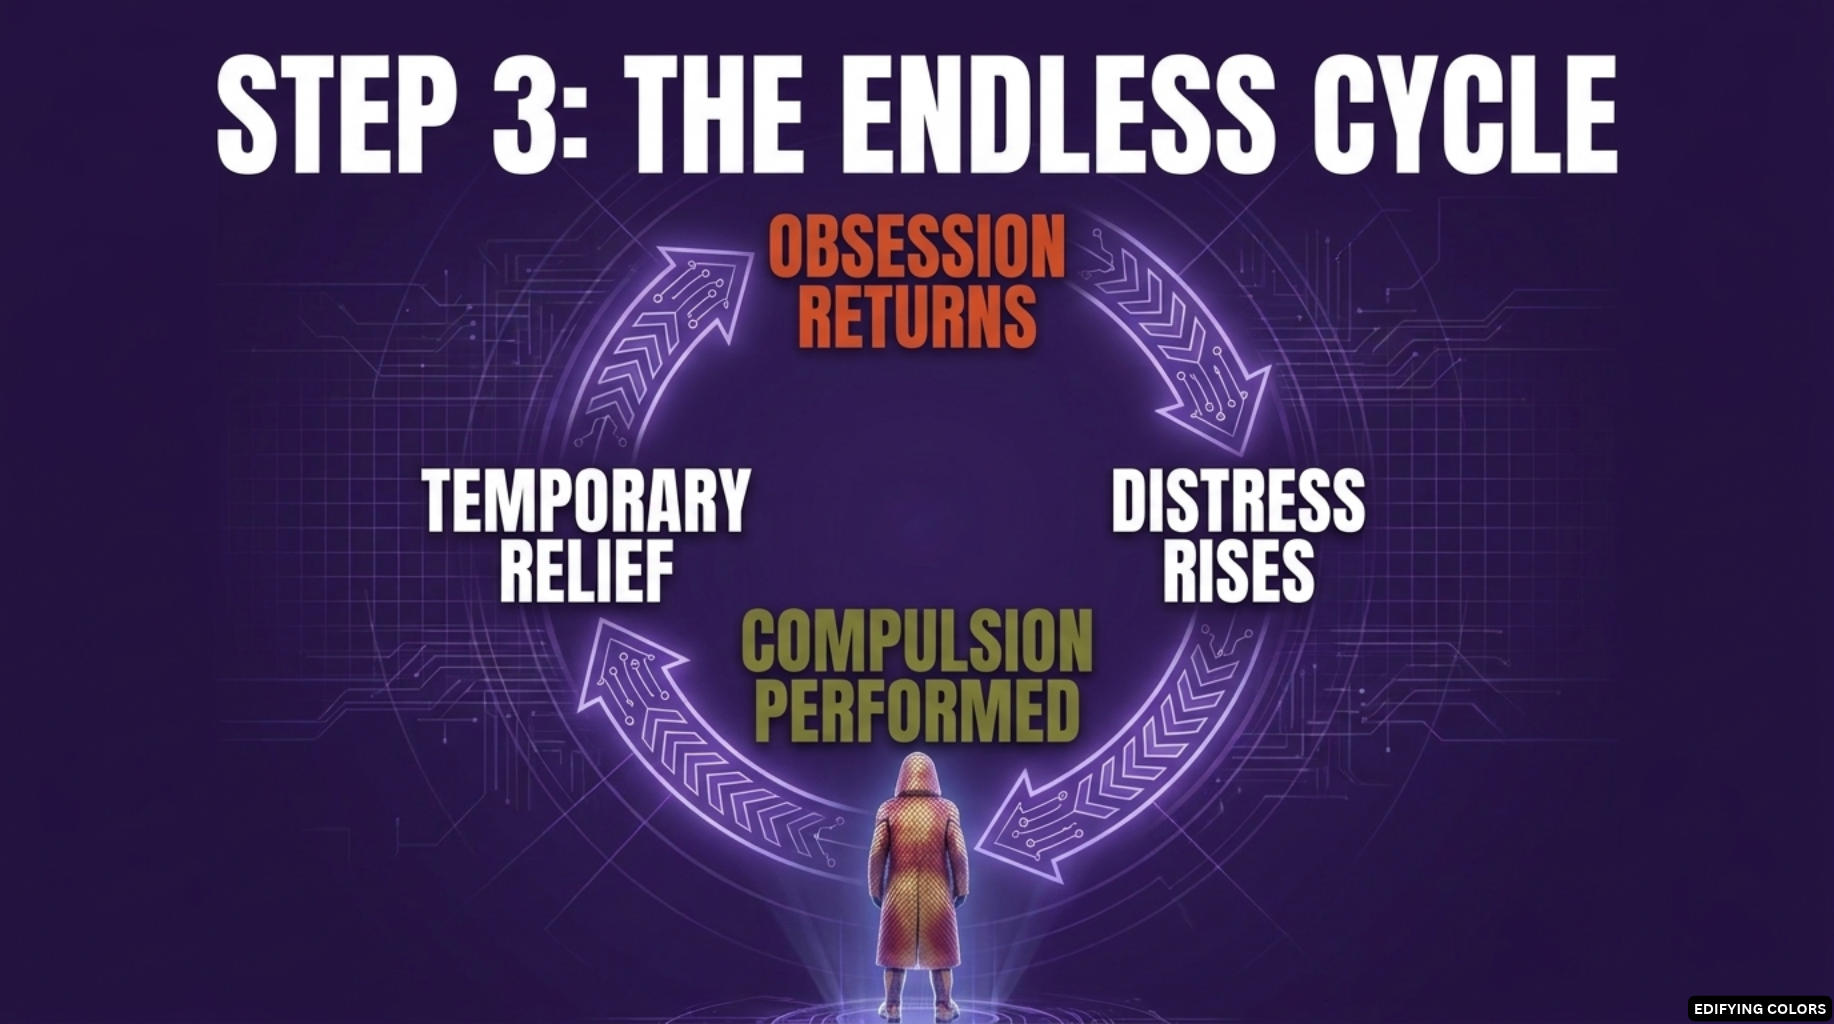 STEP 3: THE ENDLESS CYCLE
OBSESSION
RETURNS
DISTRESS
RISES
COMPULSION
PERFORMED
TEMPORARY
RELIEF
EDIFYING COLORS